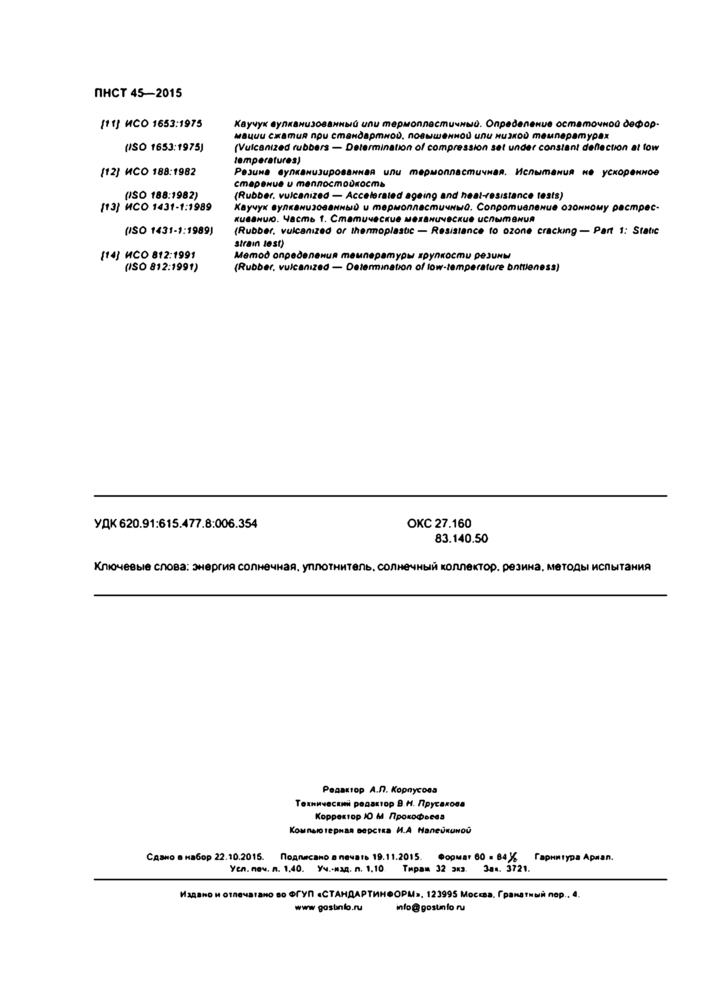 ПНСТ 45—2015
[11] ИСО 1653:1975 Каучук вулканизованный или термопластичный. Определение остаточной дефор-
мации сжатия при стандартной, повышенной или низкой температурах
(ISO 1653:1975) (Vulcanized rubbers — Determination of compression set under constant deflection at low
temperatures)
[12] ИСО 188:1982 Резина вулканизированная или термопластичная. Испытания на ускоренное
старение и теплостойкость
(ISO 188:1982) (Rubber, vulcanized — Accelerated ageing and heat-resistance tests)
[13] ИСО 1431-1:1989 Каучук вулканизованный и термопластичный. Сопротивление озонному растрес-
киванию. Часть 1. Статические механические испытания
(ISO 1431-1:1989) (Rubber, vulcanized or thermoplastic — Resistance to ozone cracking — Part 1: Static
strain test)
[14] ИСО 812:1991 Метод определения температуры хрупкости резины
(ISO 812:1991) (Rubber, vulcanized — Determination of low-temperature brittleness)
УДК 620.91:615.477.8:006.354 ОКС 27.160
83.140.50
Ключевые слова: энергия солнечная, уплотнитель, солнечный коллектор, резина, методы испытания
Редактор А.П. Корпусова
Технический редактор В.Н. Прусакова
Корректор Ю.М. Прокофьева
Компьютерная верстка И.А. Налейкиной
Сдано в набор 22.10.2015. Подписано в печать 19.11.2015. Формат 60 × 84 1/8 Гарнитура Ариал.
Усл. печ. л. 1,40. Уч.-изд. л. 1,10. Тираж 32 экз. Зак. 3721.
Издано и отпечатано во ФГУП «СТАНДАРТИНФОРМ», 123995 Москва, Гранатный пер., 4.
www.gostinfo.ru info@gostinfo.ru